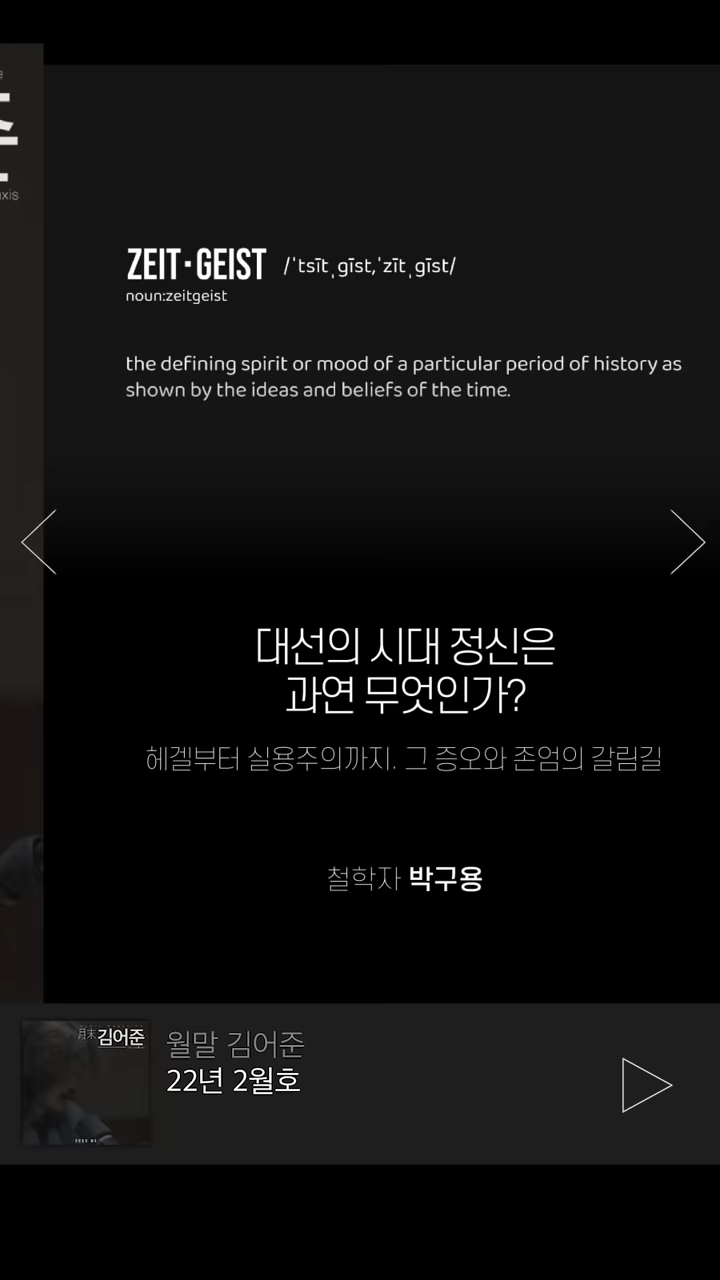 ZEIT·GEIST /ˈtsītˌgīst,ˈzītˌgīst/
noun:zeitgeist
the defining spirit or mood of a particular period of history as
shown by the ideas and beliefs of the time.
대선의 시대 정신은
과연 무엇인가?
헤겔부터 실용주의까지. 그 증오와 존엄의 갈림길
철학자 박구용
月末 김어준
월말 김어준
22년 2월호